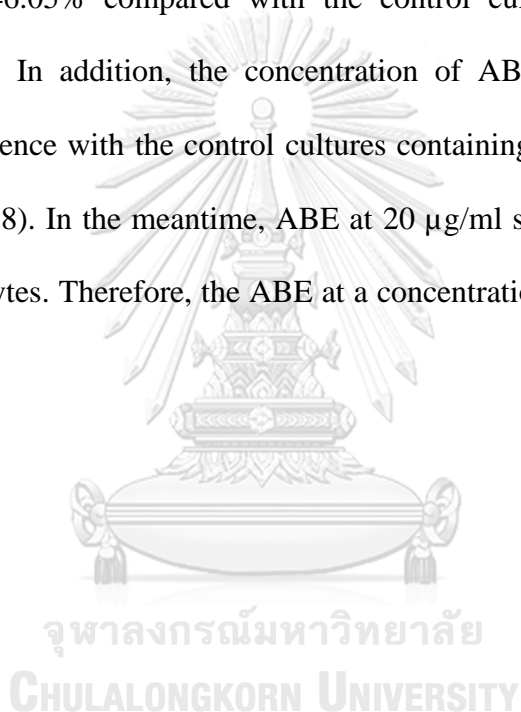 compared with the control cul
In addition, the concentration of AB
ence with the control cultures containing
8). In the meantime, ABE at 20 µg/ml s
ytes. Therefore, the ABE at a concentratio
จุฬาลงกรณ์มหาวิทยาลัย
CHULALONGKORN UNIVERSITY